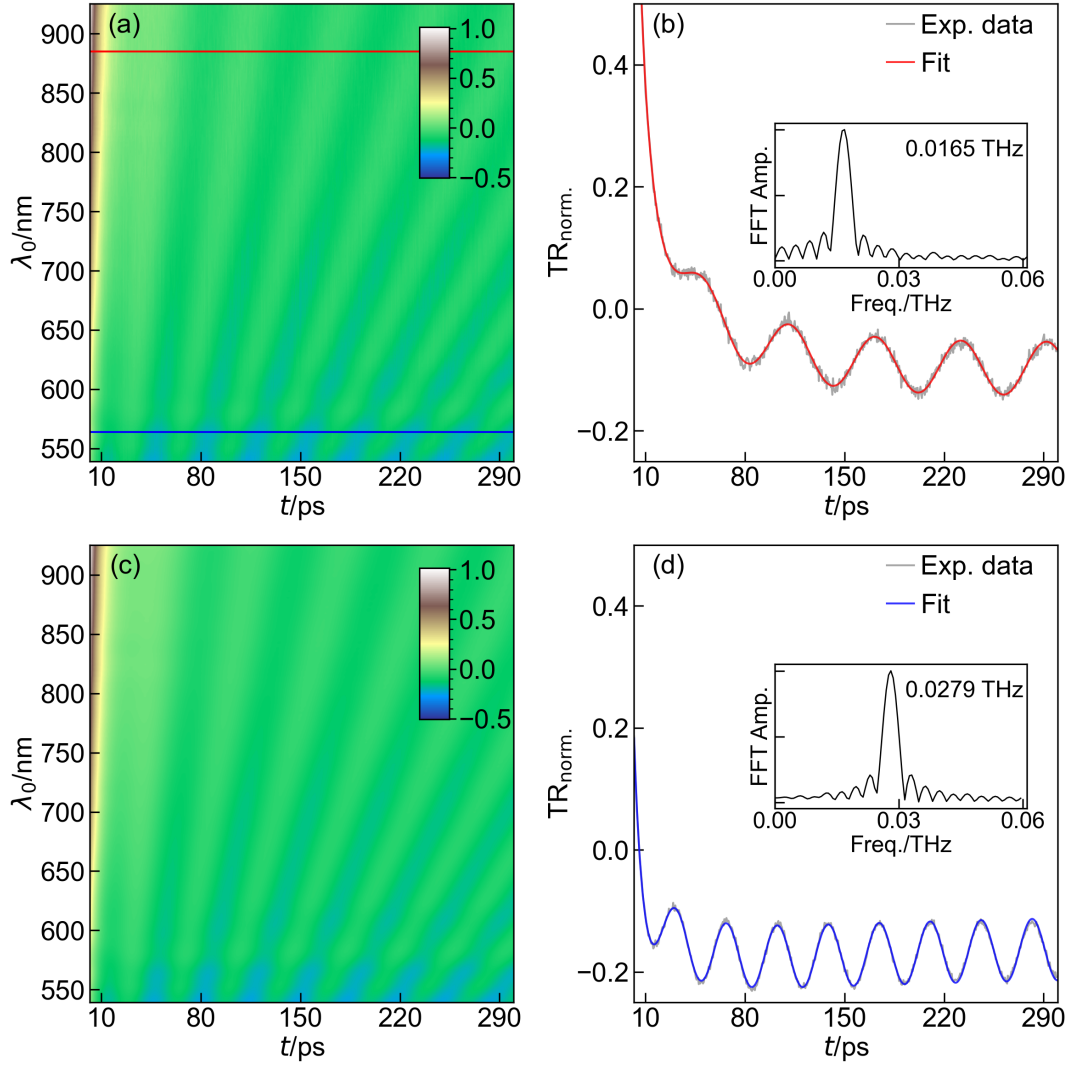 (a)
λ0/nm
900
850
800
750
700
650
600
550
1.0
0.5
0.0
−0.5
10 80 150 220 290
t/ps
(b)
TRnorm.
0.4
0.2
0.0
−0.2
Exp. data
Fit
0.0165 THz
FFT Amp.
0.00 0.03 0.06
Freq./THz
10 80 150 220 290
t/ps
(c)
λ0/nm
900
850
800
750
700
650
600
550
1.0
0.5
0.0
−0.5
10 80 150 220 290
t/ps
(d)
TRnorm.
0.4
0.2
0.0
−0.2
Exp. data
Fit
0.0279 THz
FFT Amp.
0.00 0.03 0.06
Freq./THz
10 80 150 220 290
t/ps